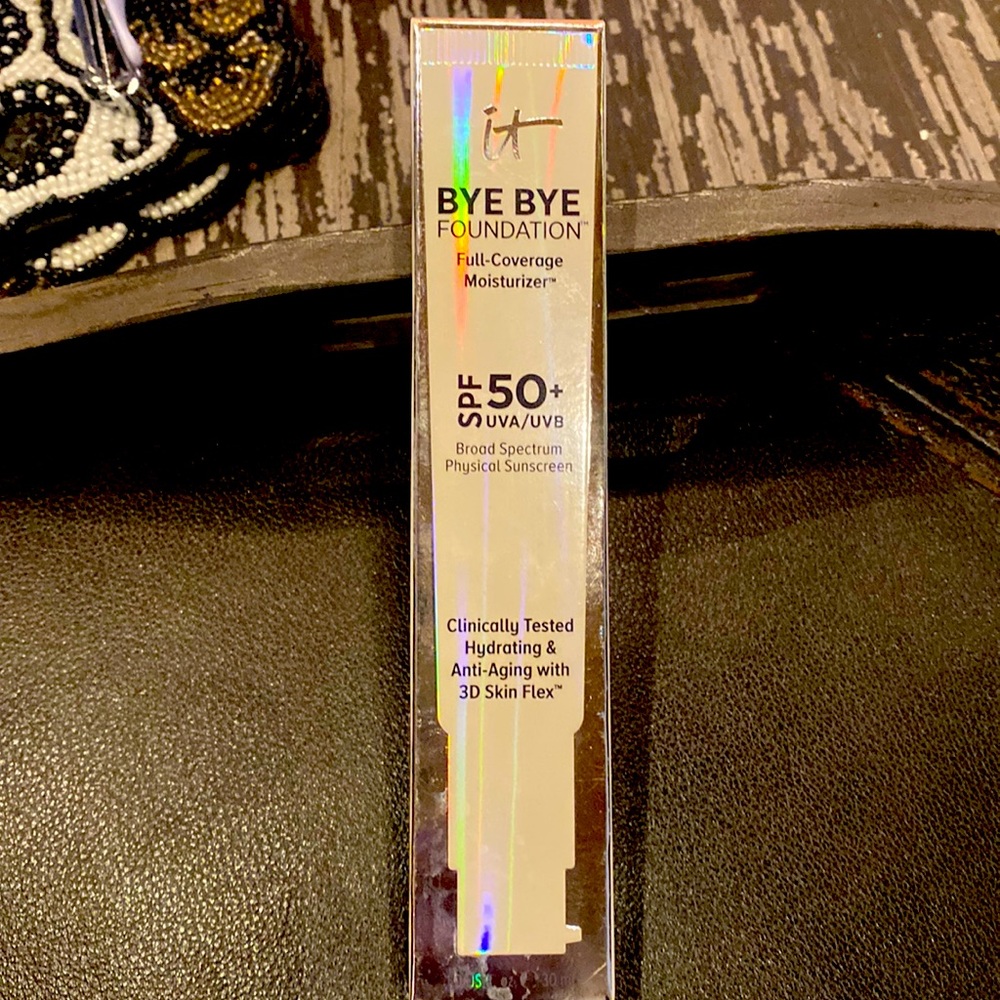 it
BYE BYE
FOUNDATION™
Full-Coverage
Moisturizer™
SPF 50+
UVA/UVB
Broad Spectrum
Physical Sunscreen
Clinically Tested
Hydrating &
Anti-Aging with
3D Skin Flex™